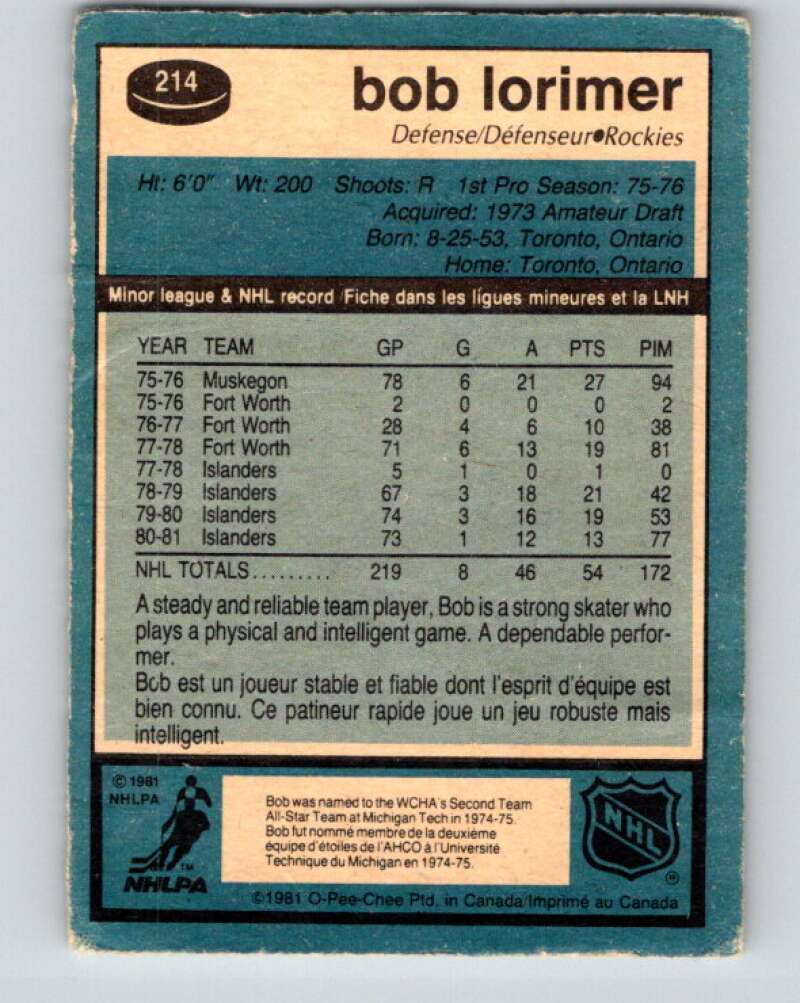 214
bob lorimer
Defense/Défenseur•Rockies
Ht: 6'0" Wt: 200 Shoots: R 1st Pro Season: 75-76
Acquired: 1973 Amateur Draft
Born: 8-25-53, Toronto, Ontario
Home: Toronto, Ontario
Minor league & NHL record/Fiche dans les ligues mineures et la LNH
YEAR TEAM GP G A PTS PIM
75-76 Muskegon 78 6 21 27 94
75-76 Fort Worth 2 0 0 0 2
76-77 Fort Worth 28 4 6 10 38
77-78 Fort Worth 71 6 13 19 81
77-78 Islanders 5 1 0 1 0
78-79 Islanders 67 3 18 21 42
79-80 Islanders 74 3 16 19 53
80-81 Islanders 73 1 12 13 77
NHL TOTALS......... 219 8 46 54 172
A steady and reliable team player, Bob is a strong skater who
plays a physical and intelligent game. A dependable perfor-
mer.
Bob est un joueur stable et fiable dont l'esprit d'équipe est
bien connu. Ce patineur rapide joue un jeu robuste mais
intelligent.
© 1981
NHLPA
TM
NHLPA
Bob was named to the WCHA's Second Team
All-Star Team at Michigan Tech in 1974-75.
Bob fut nommé membre de la deuxième
équipe d'étoiles de l'AHCO à l'Université
Technique du Michigan en 1974-75.
NHL
®
©1981 O-Pee-Chee Ptd. in Canada/Imprimé au Canada